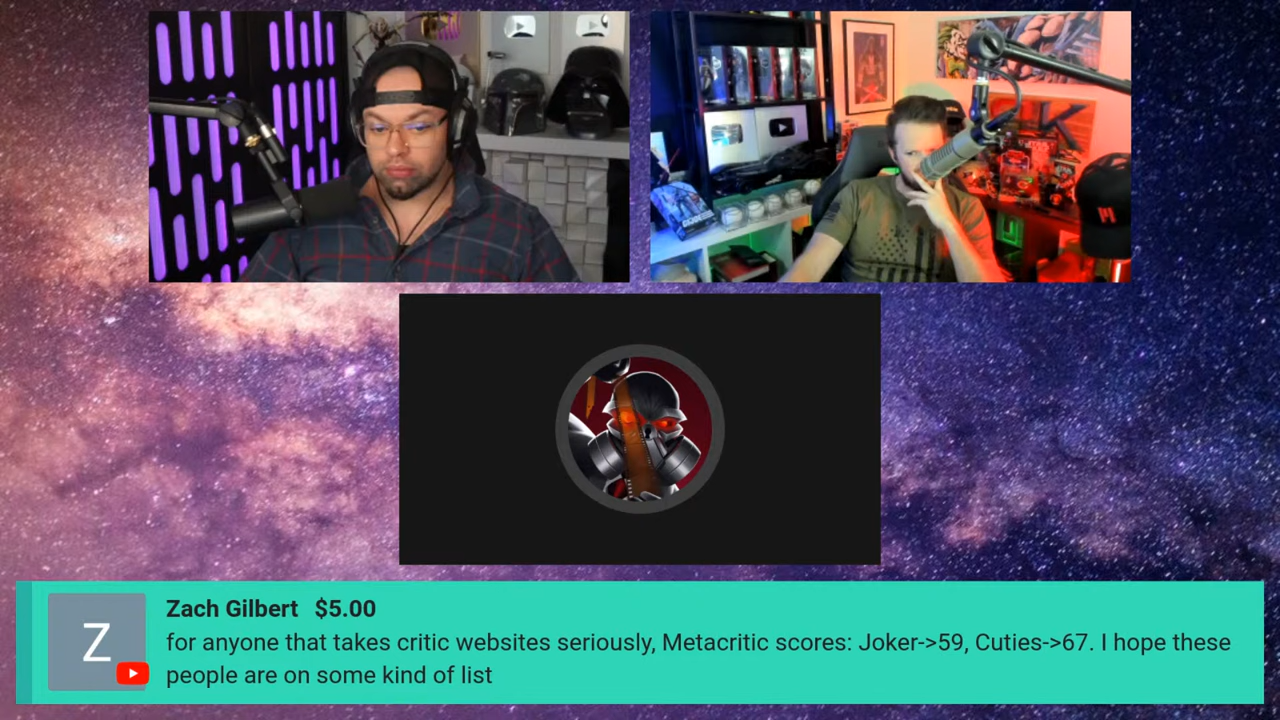 K
Z
Zach Gilbert $5.00
for anyone that takes critic websites seriously, Metacritic scores: Joker->59, Cuties->67. I hope these
people are on some kind of list